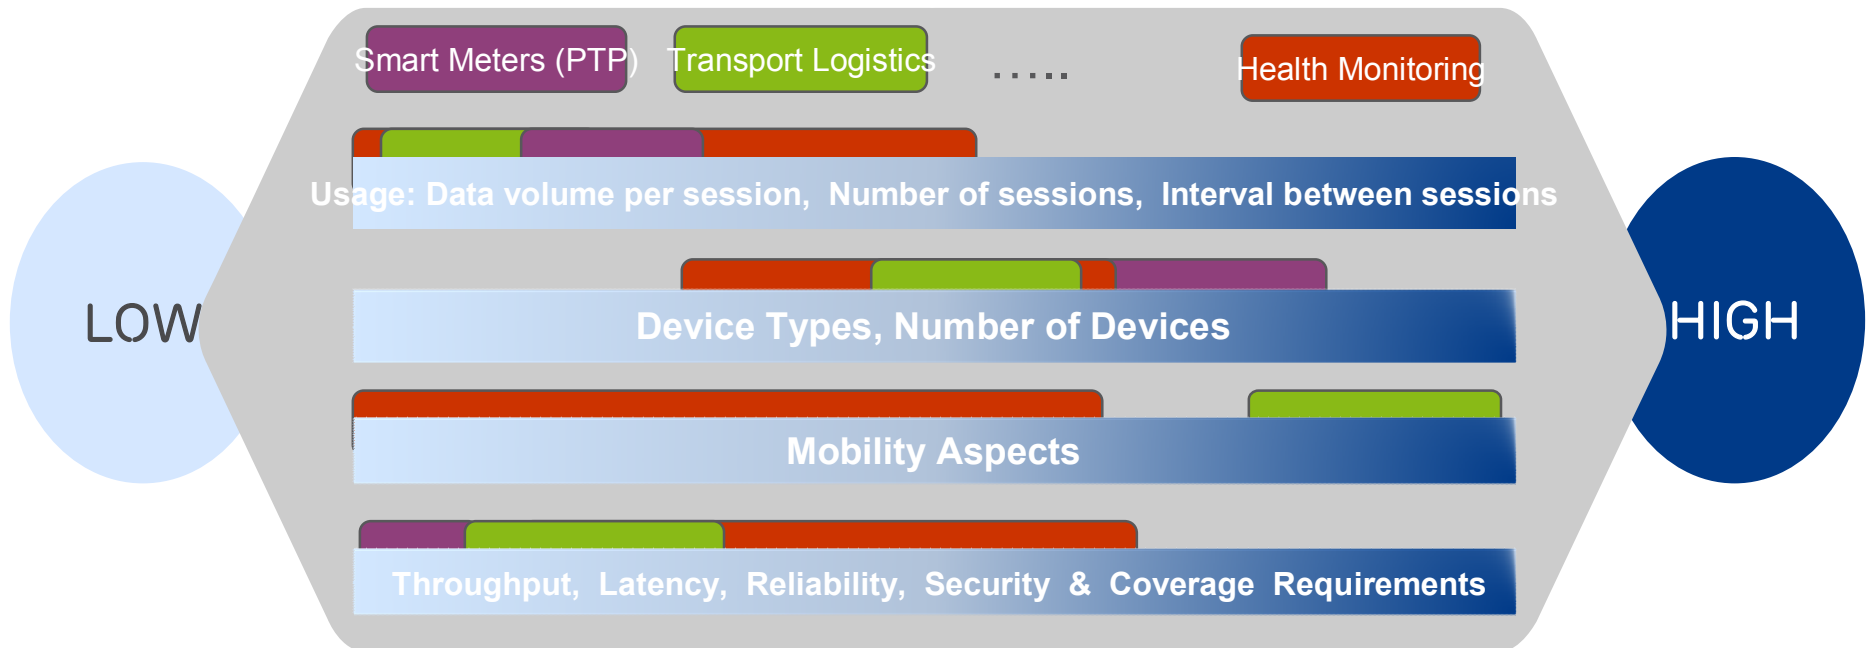 Smart Meters (PTP) Transport Logistics ..... Health Monitoring
Usage: Data volume per session, Number of sessions, Interval between sessions
Device Types, Number of Devices
LOW
HIGH
Mobility Aspects
Throughput, Latency, Reliability, Security & Coverage Requirements